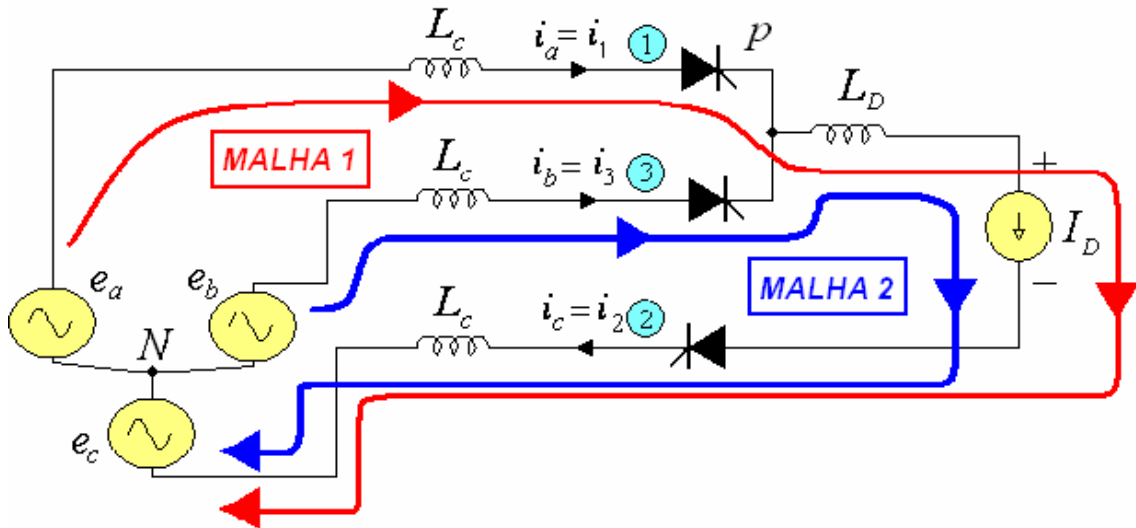 L_c i_a = i_1 1 p
L_D
MALHA 1
L_c i_b = i_3 3 +
I_D
e_a e_b MALHA 2 −
N L_c i_c = i_2 2
e_c